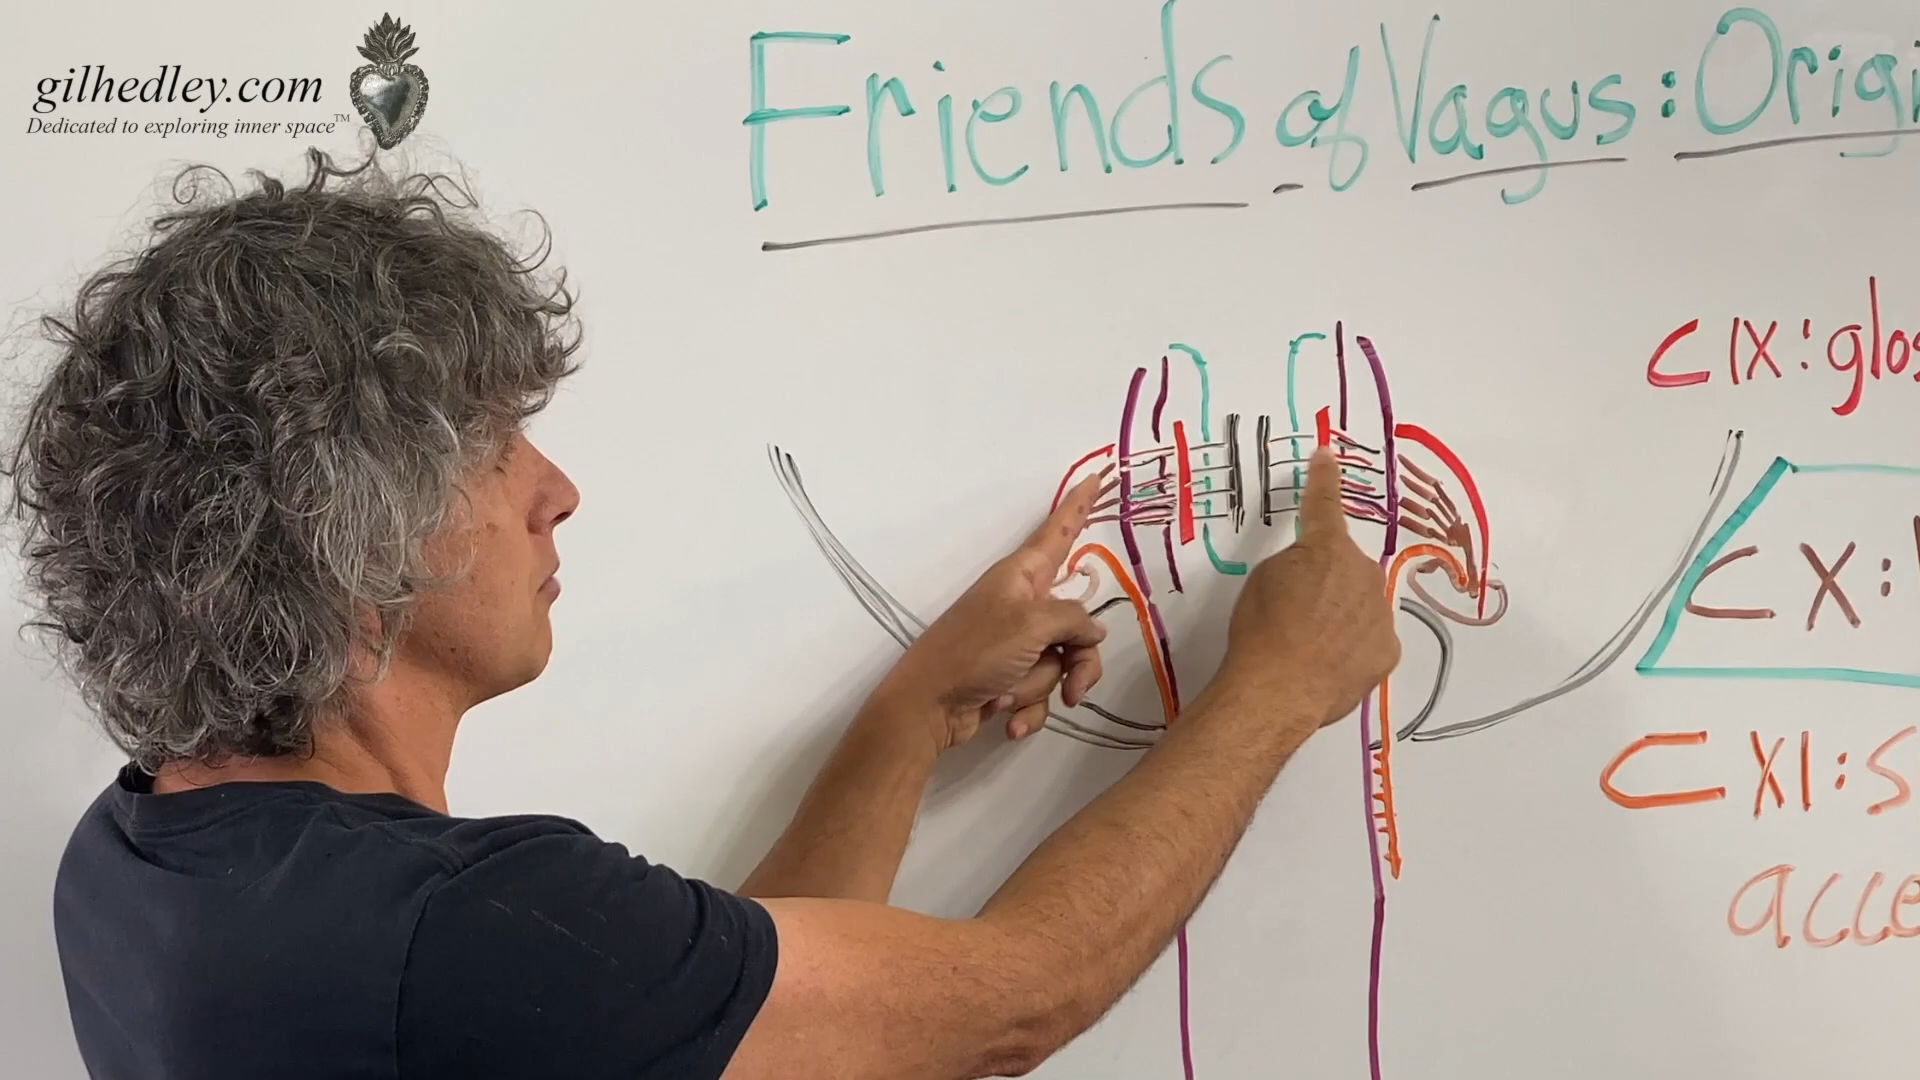 gilhedley.com
Dedicated to exploring inner space™
Friends of Vagus: Origi
C IX: glos
C X:
C XI: S
acce